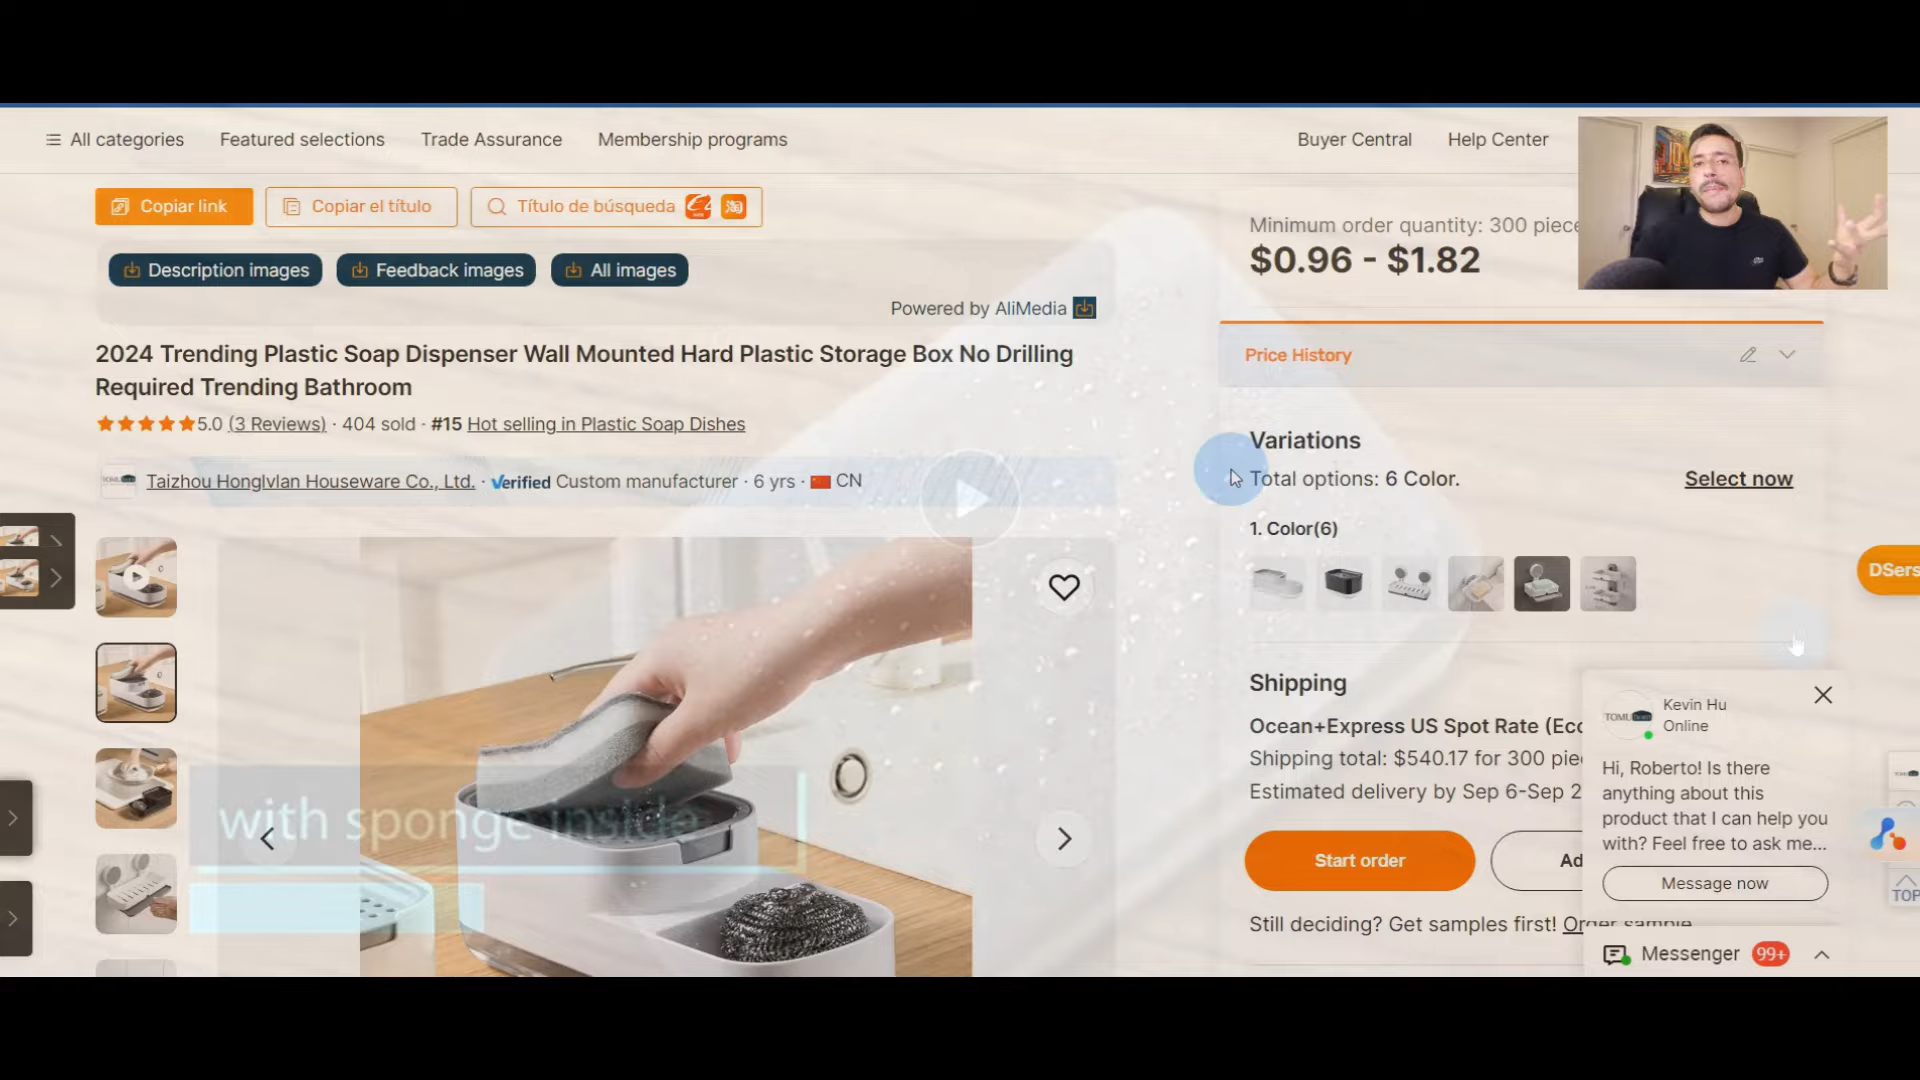 All categories
Featured selections
Trade Assurance
Membership programs
Buyer Central
Help Center
Copiar link
Copiar el título
Título de búsqueda
Description images
Feedback images
All images
Powered by AliMedia
2024 Trending Plastic Soap Dispenser Wall Mounted Hard Plastic Storage Box No Drilling
Required Trending Bathroom
5.0 (3 Reviews) · 404 sold · #15 Hot selling in Plastic Soap Dishes
Taizhou Honglvlan Houseware Co., Ltd. · Verified Custom manufacturer · 6 yrs · CN
with sponge inside
Minimum order quantity: 300 piece
$0.96 - $1.82
Price History
Variations
Total options: 6 Color.
Select now
1. Color(6)
DSers
Shipping
Ocean+Express US Spot Rate (Ecc
Shipping total: $540.17 for 300 pie
Estimated delivery by Sep 6-Sep 2
Start order
Ad
Still deciding? Get samples first! Order sample
Kevin Hu
Online
Hi, Roberto! Is there
anything about this
product that I can help you
with? Feel free to ask me...
Message now
Messenger 99+
TOP